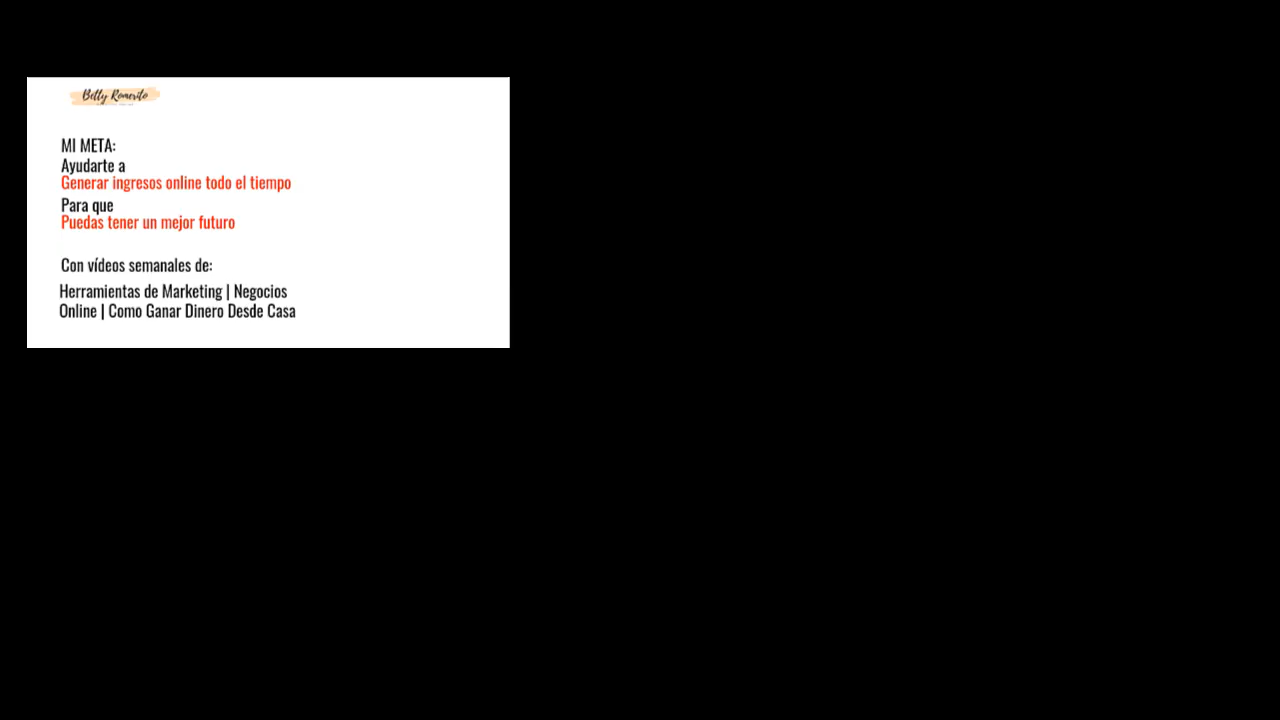 Betty Romerito
MI META:
Ayudarte a
Generar ingresos online todo el tiempo
Para que
Puedas tener un mejor futuro
Con vídeos semanales de:
Herramientas de Marketing | Negocios
Online | Como Ganar Dinero Desde Casa